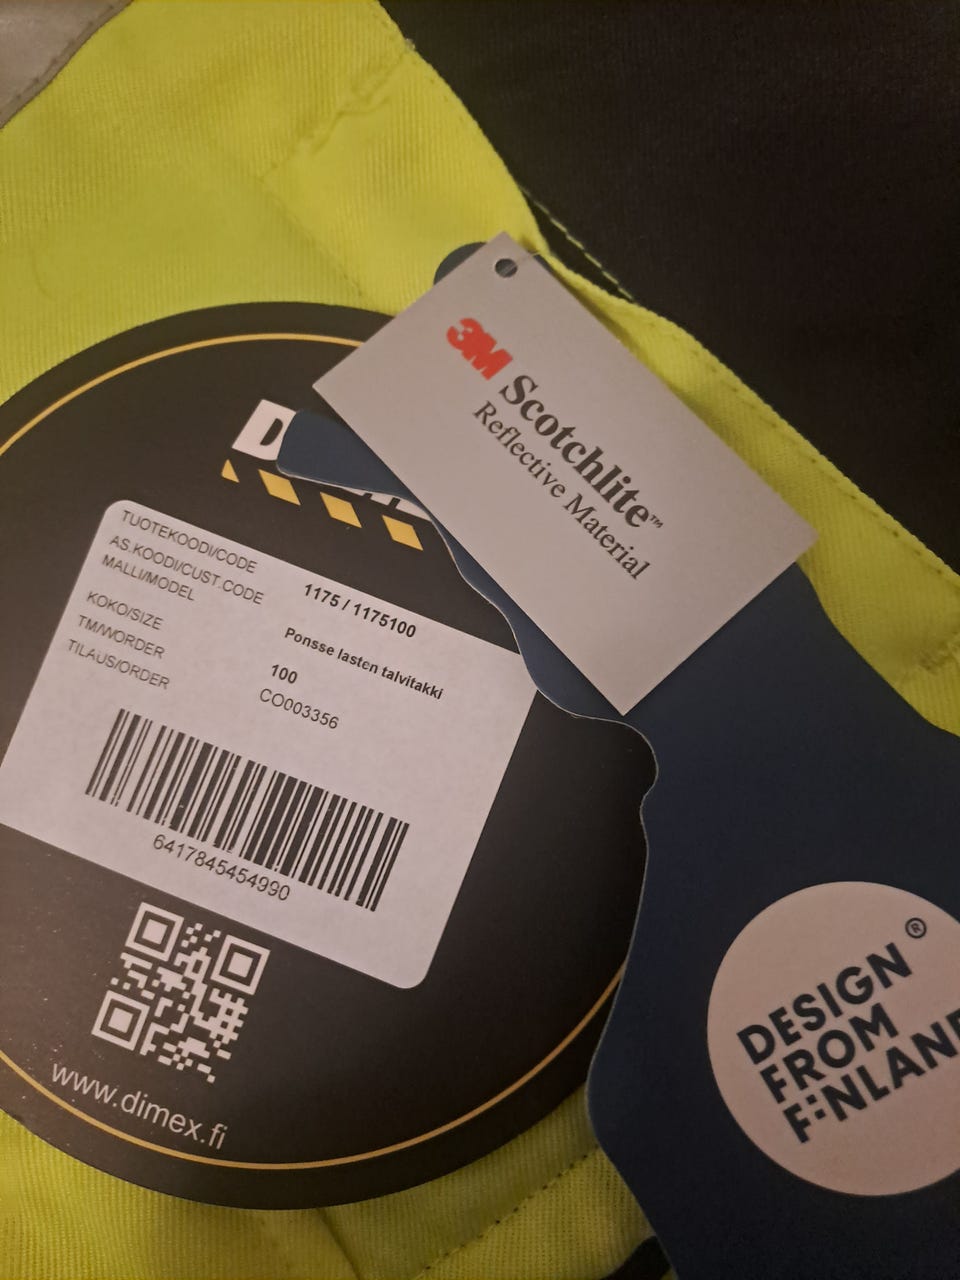 3M Scotchlite™
Reflective Material
D
TUOTEKOODI/CODE 1175 / 1175100
AS.KOODI/CUST.CODE
MALLI/MODEL Ponsse lasten talvitakki
KOKO/SIZE 100
TM/WORDER CO003356
TILAUS/ORDER
6417845454990
www.dimex.fi
DESIGN®
FROM
FINLAND